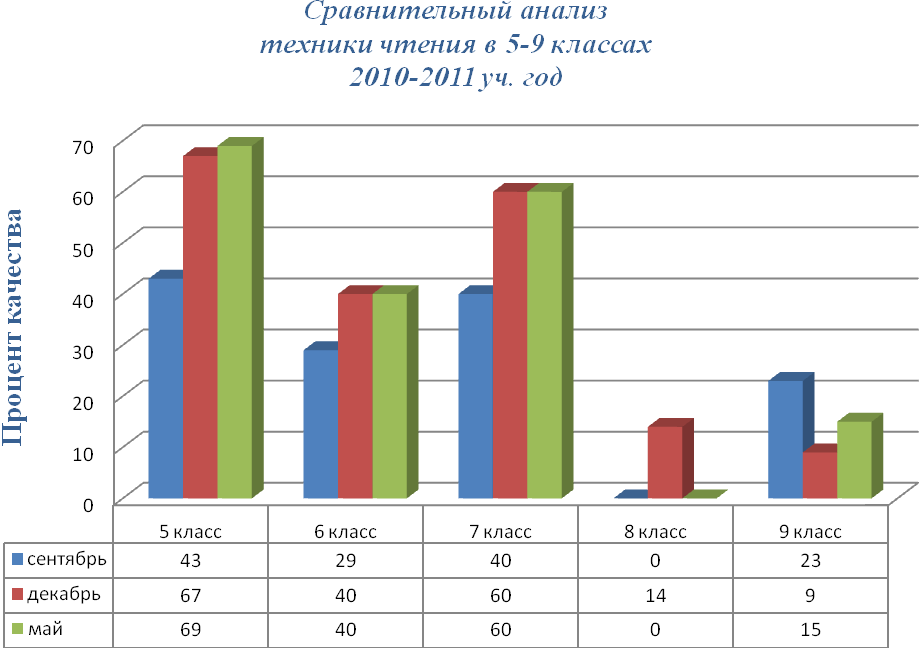 Сравнительный анализ
техники чтения в 5-9 классах
2010-2011 уч. год
Процент качества
70
60
50
40
30
20
10
0
5 класс 6 класс 7 класс 8 класс 9 класс
сентябрь 43 29 40 0 23
декабрь 67 40 60 14 9
май 69 40 60 0 15